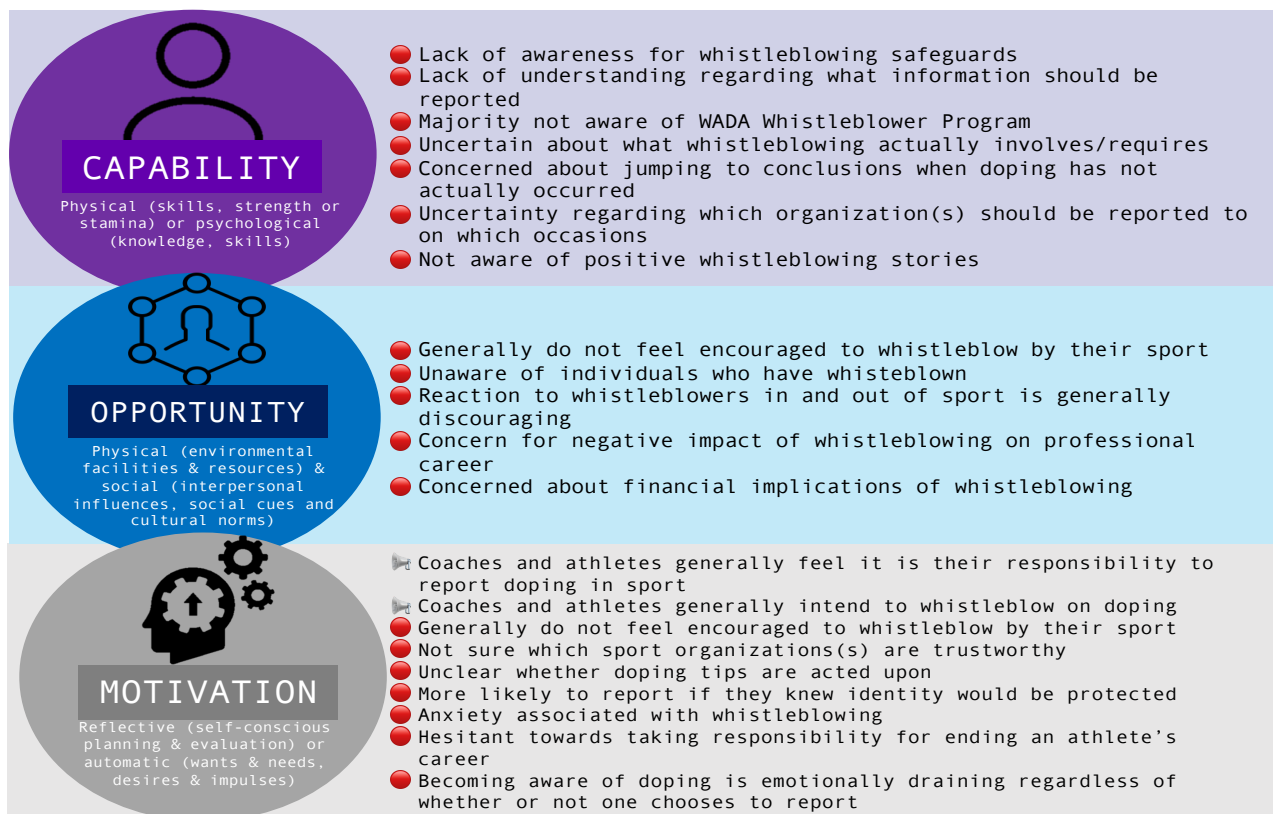 CAPABILITY
Physical (skills, strength or
stamina) or psychological
(knowledge, skills)
Lack of awareness for whistleblowing safeguards
Lack of understanding regarding what information should be
reported
Majority not aware of WADA Whistleblower Program
Uncertain about what whistleblowing actually involves/requires
Concerned about jumping to conclusions when doping has not
actually occurred
Uncertainty regarding which organization(s) should be reported to
on which occasions
Not aware of positive whistleblowing stories
OPPORTUNITY
Physical (environmental
facilities & resources) &
social (interpersonal
influences, social cues and
cultural norms)
Generally do not feel encouraged to whistleblow by their sport
Unaware of individuals who have whisteblown
Reaction to whistleblowers in and out of sport is generally
discouraging
Concern for negative impact of whistleblowing on professional
career
Concerned about financial implications of whistleblowing
MOTIVATION
Reflective (self-conscious
planning & evaluation) or
automatic (wants & needs,
desires & impulses)
Coaches and athletes generally feel it is their responsibility to
report doping in sport
Coaches and athletes generally intend to whistleblow on doping
Generally do not feel encouraged to whistleblow by their sport
Not sure which sport organizations(s) are trustworthy
Unclear whether doping tips are acted upon
More likely to report if they knew identity would be protected
Anxiety associated with whistleblowing
Hesitant towards taking responsibility for ending an athlete’s
career
Becoming aware of doping is emotionally draining regardless of
whether or not one chooses to report